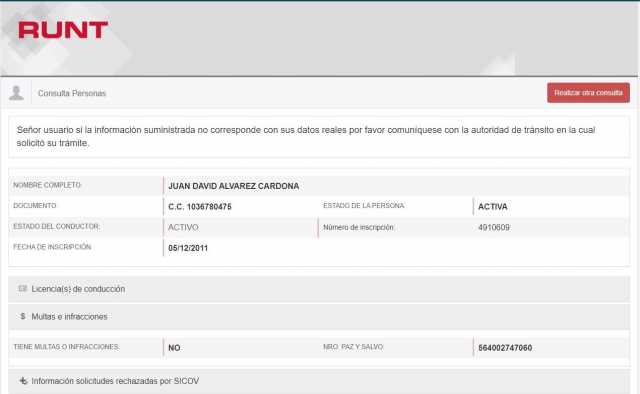 RUNT
Consulta Personas
Realizar otra consulta
Señor usuario si la información suministrada no corresponde con sus datos reales por favor comuníquese con la autoridad de tránsito en la cual
solicitó su trámite.
NOMBRE COMPLETO: JUAN DAVID ALVAREZ CARDONA
DOCUMENTO: C.C. 1036780475 ESTADO DE LA PERSONA: ACTIVA
ESTADO DEL CONDUCTOR: ACTIVO Número de inscripción: 4910609
FECHA DE INSCRIPCIÓN: 05/12/2011
Licencia(s) de conducción
$ Multas e infracciones
TIENE MULTAS O INFRACCIONES: NO NRO. PAZ Y SALVO: 564002747060
Información solicitudes rechazadas por SICOV